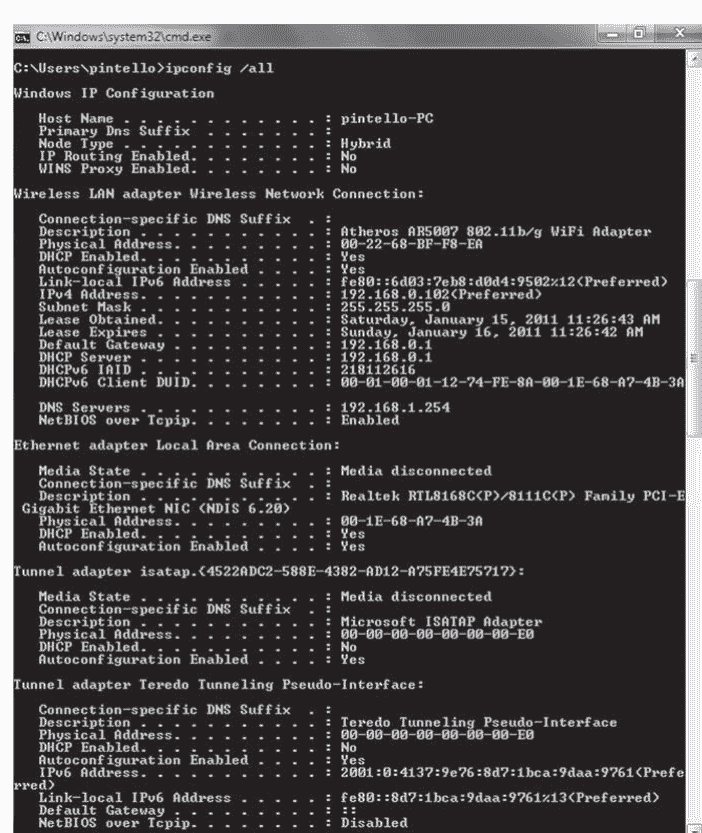 C:\Windows\system32\cmd.exe
C:\Users\pintello>ipconfig /all
Windows IP Configuration
Host Name . . . . . . . . . . . . : pintello-PC
Primary Dns Suffix  . . . . . . . :
Node Type . . . . . . . . . . . . : Hybrid
IP Routing Enabled. . . . . . . . : No
WINS Proxy Enabled. . . . . . . . : No
Wireless LAN adapter Wireless Network Connection:
Connection-specific DNS Suffix  . :
Description . . . . . . . . . . . : Atheros AR5007 802.11b/g WiFi Adapter
Physical Address. . . . . . . . . : 00-22-68-BF-F8-EA
DHCP Enabled. . . . . . . . . . . : Yes
Autoconfiguration Enabled . . . . : Yes
Link-local IPv6 Address . . . . . : fe80::6d03:7eb8:d0d4:9502%12(Preferred)
IPv4 Address. . . . . . . . . . . : 192.168.0.102(Preferred)
Subnet Mask . . . . . . . . . . . : 255.255.255.0
Lease Obtained. . . . . . . . . . : Saturday, January 15, 2011 11:26:43 AM
Lease Expires . . . . . . . . . . : Sunday, January 16, 2011 11:26:42 AM
Default Gateway . . . . . . . . . : 192.168.0.1
DHCP Server . . . . . . . . . . . : 192.168.0.1
DHCPv6 IAID . . . . . . . . . . . : 218112616
DHCPv6 Client DUID. . . . . . . . : 00-01-00-01-12-74-FE-8A-00-1E-68-A7-4B-3A
DNS Servers . . . . . . . . . . . : 192.168.1.254
NetBIOS over Tcpip. . . . . . . . : Enabled
Ethernet adapter Local Area Connection:
Media State . . . . . . . . . . . : Media disconnected
Connection-specific DNS Suffix  . :
Description . . . . . . . . . . . : Realtek RTL8168C(P)/8111C(P) Family PCI-E
Gigabit Ethernet NIC (NDIS 6.20)
Physical Address. . . . . . . . . : 00-1E-68-A7-4B-3A
DHCP Enabled. . . . . . . . . . . : Yes
Autoconfiguration Enabled . . . . : Yes
Tunnel adapter isatap.{4522ADC2-588E-4382-AD12-A75FE4E75717}:
Media State . . . . . . . . . . . : Media disconnected
Connection-specific DNS Suffix  . :
Description . . . . . . . . . . . : Microsoft ISATAP Adapter
Physical Address. . . . . . . . . : 00-00-00-00-00-00-00-E0
DHCP Enabled. . . . . . . . . . . : No
Autoconfiguration Enabled . . . . : Yes
Tunnel adapter Teredo Tunneling Pseudo-Interface:
Connection-specific DNS Suffix  . :
Description . . . . . . . . . . . : Teredo Tunneling Pseudo-Interface
Physical Address. . . . . . . . . : 00-00-00-00-00-00-00-E0
DHCP Enabled. . . . . . . . . . . : No
Autoconfiguration Enabled . . . . : Yes
IPv6 Address. . . . . . . . . . . : 2001:0:4137:9e76:8d7:1bca:9daa:9761(Prefe
rred)
Link-local IPv6 Address . . . . . : fe80::8d7:1bca:9daa:9761%13(Preferred)
Default Gateway . . . . . . . . . : ::
NetBIOS over Tcpip. . . . . . . . : Disabled